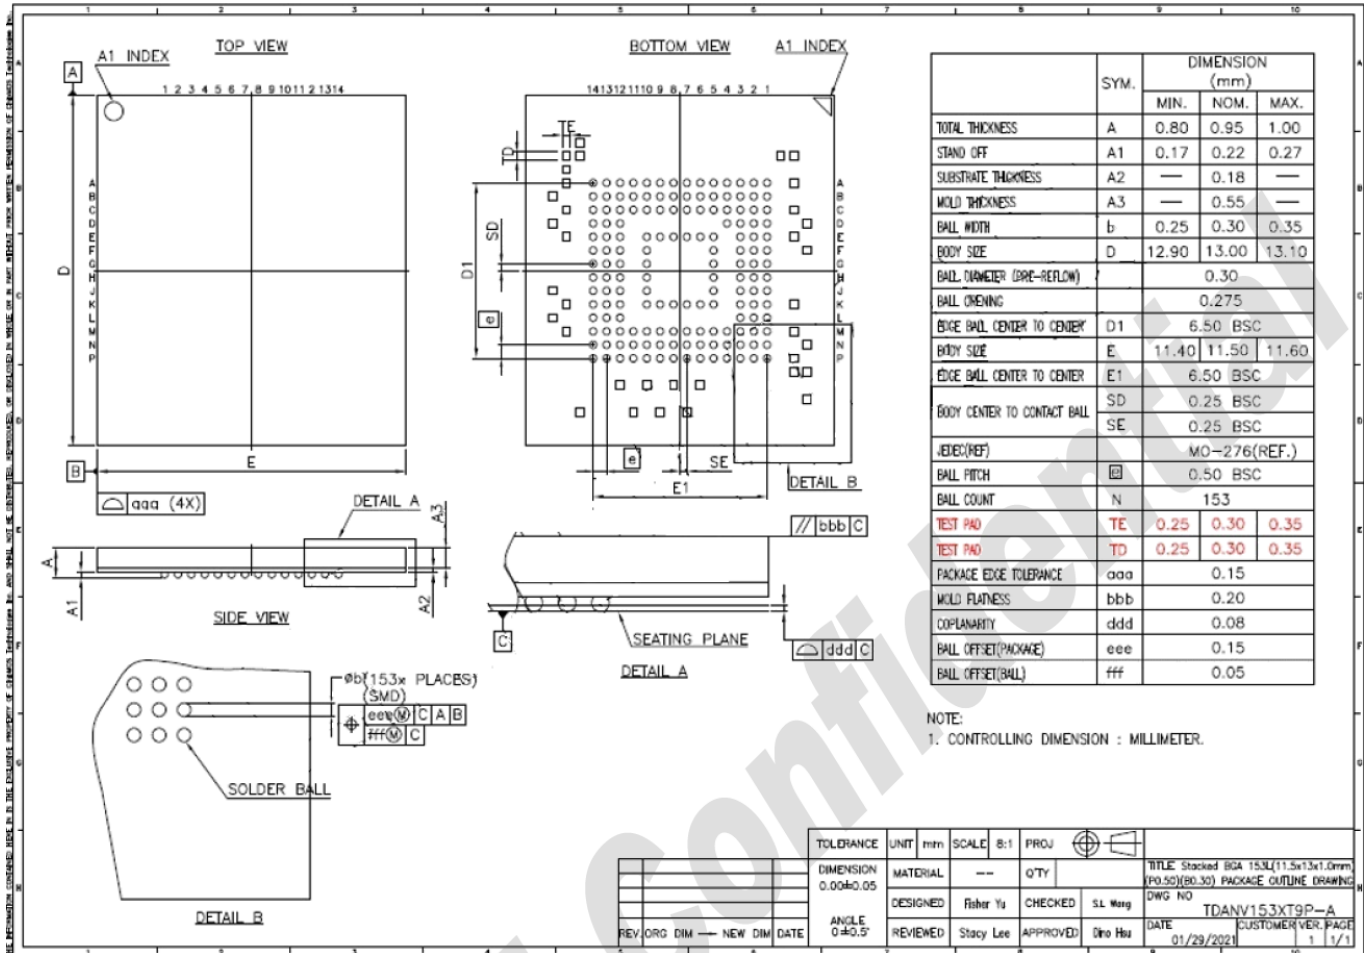 TOP VIEW
A1 INDEX
A
1 2 3 4 5 6 7 8 9 1011 2 1314
A
B
C
D
E
F
G
H
J
K
L
M
N
P
D
B
E
aaa (4X)
BOTTOM VIEW
A1 INDEX
1413121110 9 8 7 6 5 4 3 2 1
TE
TD
SD
D1
e
A
B
C
D
E
F
G
H
J
K
L
M
N
P
e
SE
E1
DETAIL B
DETAIL A
A3
A
A1
A2
SIDE VIEW
// bbb C
C
SEATING PLANE
ddd C
DETAIL A
øb(153x PLACES)
(SMD)
eee Ⓜ C A B
fff Ⓜ C
SOLDER BALL
DETAIL B
SYM. DIMENSION (mm)
MIN. NOM. MAX.
TOTAL THICKNESS A 0.80 0.95 1.00
STAND OFF A1 0.17 0.22 0.27
SUBSTRATE THICKNESS A2 — 0.18 —
MOLD THICKNESS A3 — 0.55 —
BALL WIDTH b 0.25 0.30 0.35
BODY SIZE D 12.90 13.00 13.10
BALL DIAMETER (PRE-REFLOW) 0.30
BALL OPENING 0.275
EDGE BALL CENTER TO CENTER D1 6.50 BSC
BODY SIZE E 11.40 11.50 11.60
EDGE BALL CENTER TO CENTER E1 6.50 BSC
BODY CENTER TO CONTACT BALL SD 0.25 BSC
SE 0.25 BSC
JEDEC(REF) MO-276(REF.)
BALL PITCH e 0.50 BSC
BALL COUNT N 153
TEST PAD TE 0.25 0.30 0.35
TEST PAD TD 0.25 0.30 0.35
PACKAGE EDGE TOLERANCE aaa 0.15
MOLD FLATNESS bbb 0.20
COPLANARITY ddd 0.08
BALL OFFSET(PACKAGE) eee 0.15
BALL OFFSET(BALL) fff 0.05
NOTE:
1. CONTROLLING DIMENSION : MILLIMETER.
Confidential
TOLERANCE UNIT mm SCALE 8:1 PROJ
DIMENSION
0.00±0.05
ANGLE
0±0.5°
MATERIAL -- Q'TY
DESIGNED Fisher Yu CHECKED S.L. Wang
REVIEWED Stacy Lee APPROVED Dino Hsu
TITLE Stacked BGA 153L(11.5x13x1.0mm)
(P0.50)(B0.30) PACKAGE OUTLINE DRAWING
DWG NO
TDANV153XT9P-A
DATE CUSTOMER VER. PAGE
01/29/2021 1 1/1
REV. ORG DIM NEW DIM DATE